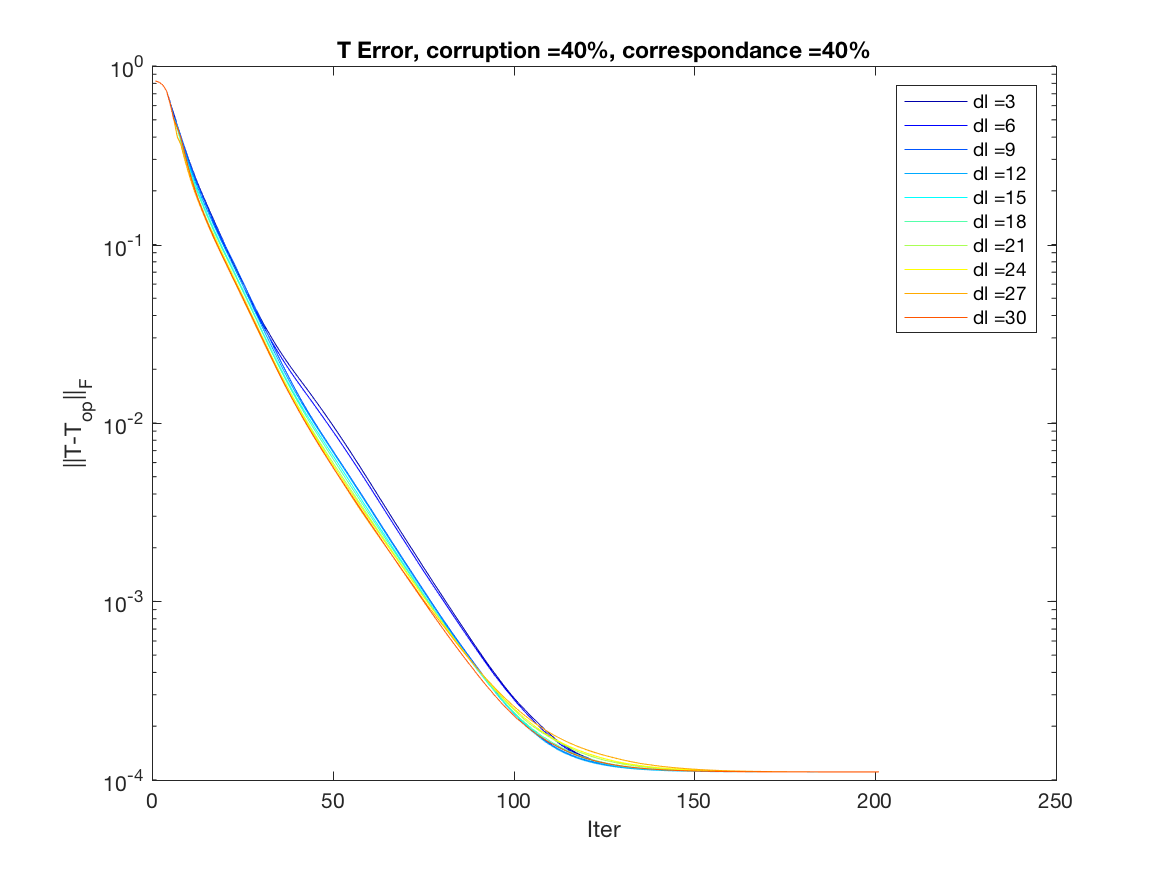 T Error, corruption =40%, correspondance =40%
10^0
10^-1
10^-2
10^-3
10^-4
||T-T_op||_F
0
50
100
150
200
250
Iter
dl =3
dl =6
dl =9
dl =12
dl =15
dl =18
dl =21
dl =24
dl =27
dl =30